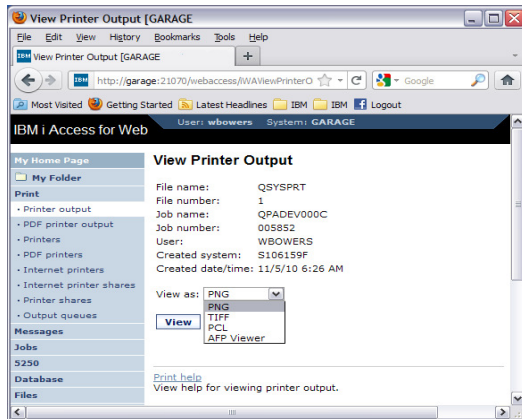 View Printer Output [GARAGE
File Edit View History Bookmarks Tools Help
IBM View Printer Output [GARAGE +
IBM http://garage:21070/webaccess/iWAViewPrinterO Google
Most Visited Getting Started Latest Headlines IBM IBM Logout
IBM i Access for Web
User: wbowers System: GARAGE
My Home Page
My Folder
Print
• Printer output
• PDF printer output
• Printers
• PDF printers
• Internet printers
• Internet printer shares
• Printer shares
• Output queues
Messages
Jobs
5250
Database
Files
View Printer Output
File name: QSYSPRT
File number: 1
Job name: QPADEV000C
Job number: 005852
User: WBOWERS
Created system: S106159F
Created date/time: 11/5/10 6:26 AM
View as: PNG
PNG
TIFF
PCL
AFP Viewer
View
Print help
View help for viewing printer output.